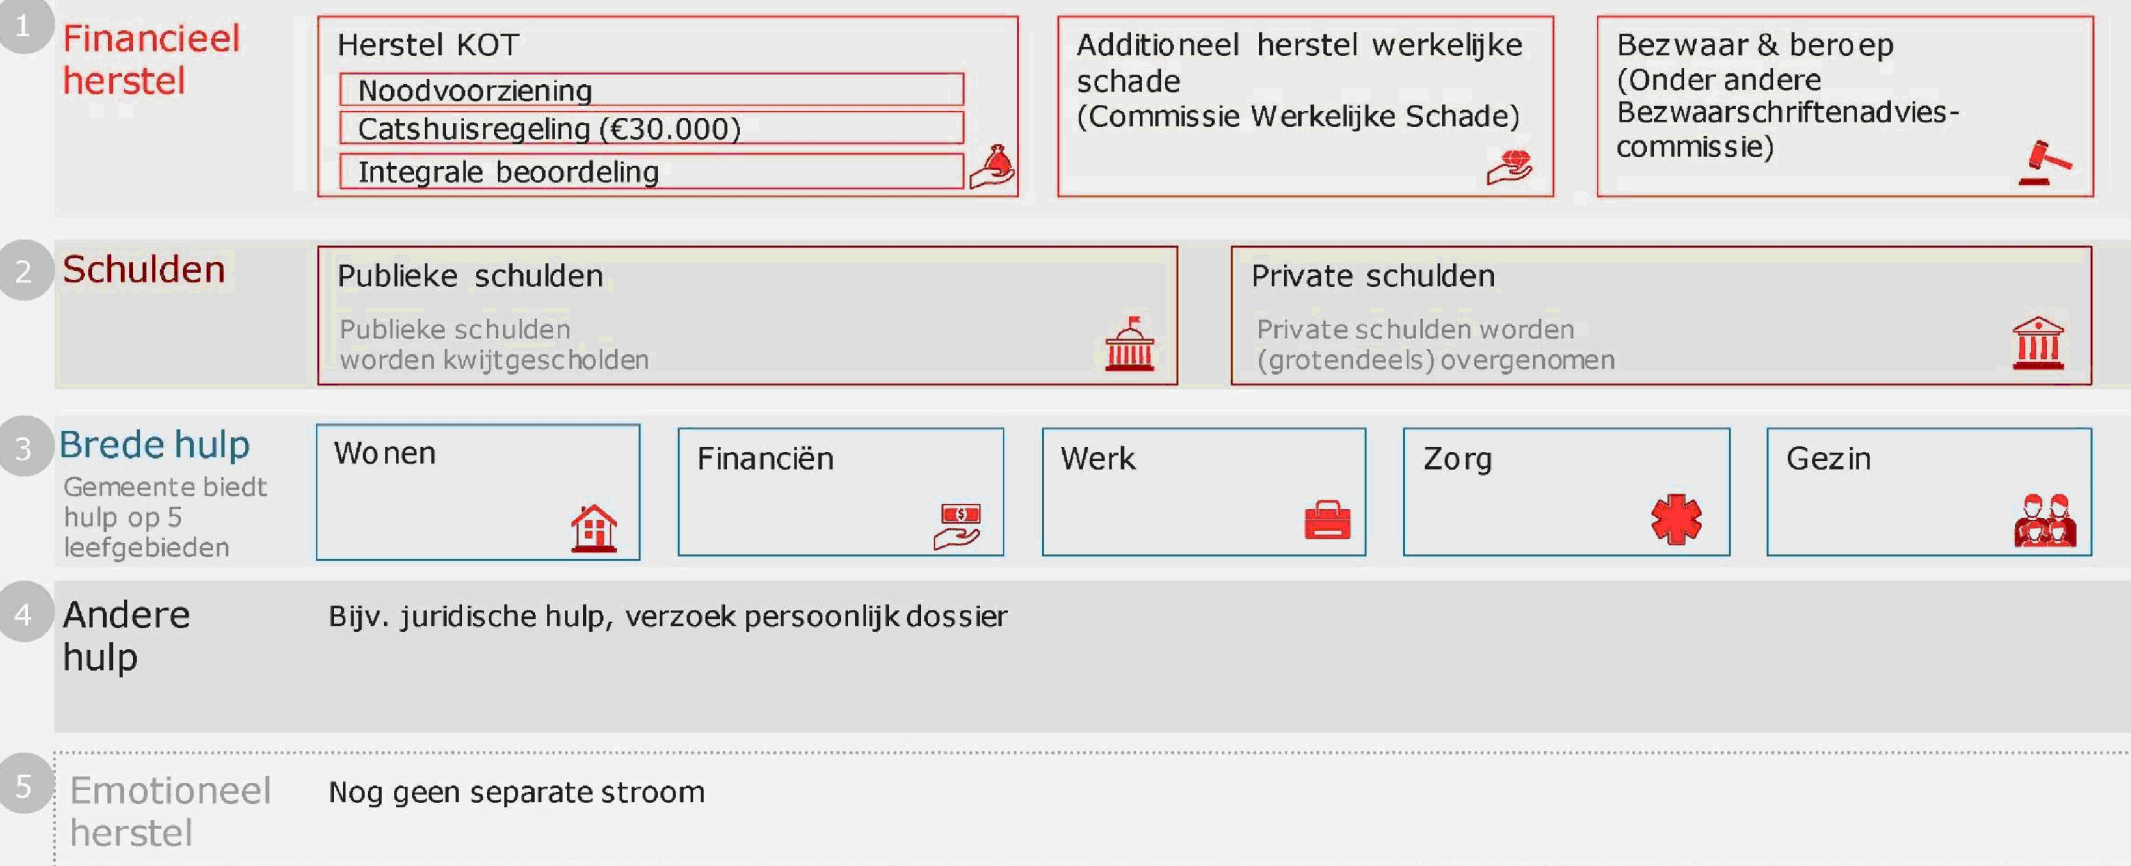 1
Financieel
herstel
Herstel KOT
Noodvoorziening
Catshuisregeling (€30.000)
Integrale beoordeling
Additioneel herstel werkelijke
schade
(Commissie Werkelijke Schade)
Bezwaar & beroep
(Onder andere
Bezwaarschriftenadvies-
commissie)
2
Schulden
Publieke schulden
Publieke schulden
worden kwijtgescholden
Private schulden
Private schulden worden
(grotendeels) overgenomen
3
Brede hulp
Gemeente biedt
hulp op 5
leefgebieden
Wonen
Financiën
$
Werk
Zorg
Gezin
4
Andere
hulp
Bijv. juridische hulp, verzoek persoonlijk dossier
5
Emotioneel
herstel
Nog geen separate stroom